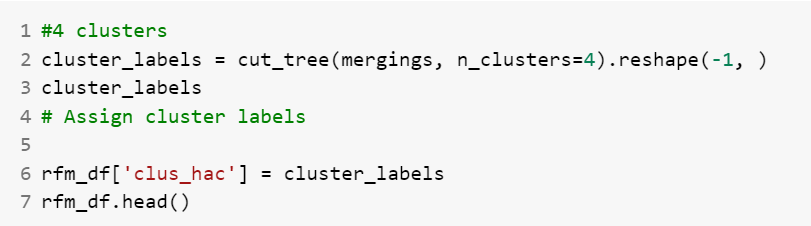 1 #4 clusters
2 cluster_labels = cut_tree(mergings, n_clusters=4).reshape(-1, )
3 cluster_labels
4 # Assign cluster labels
5
6 rfm_df['clus_hac'] = cluster_labels
7 rfm_df.head()